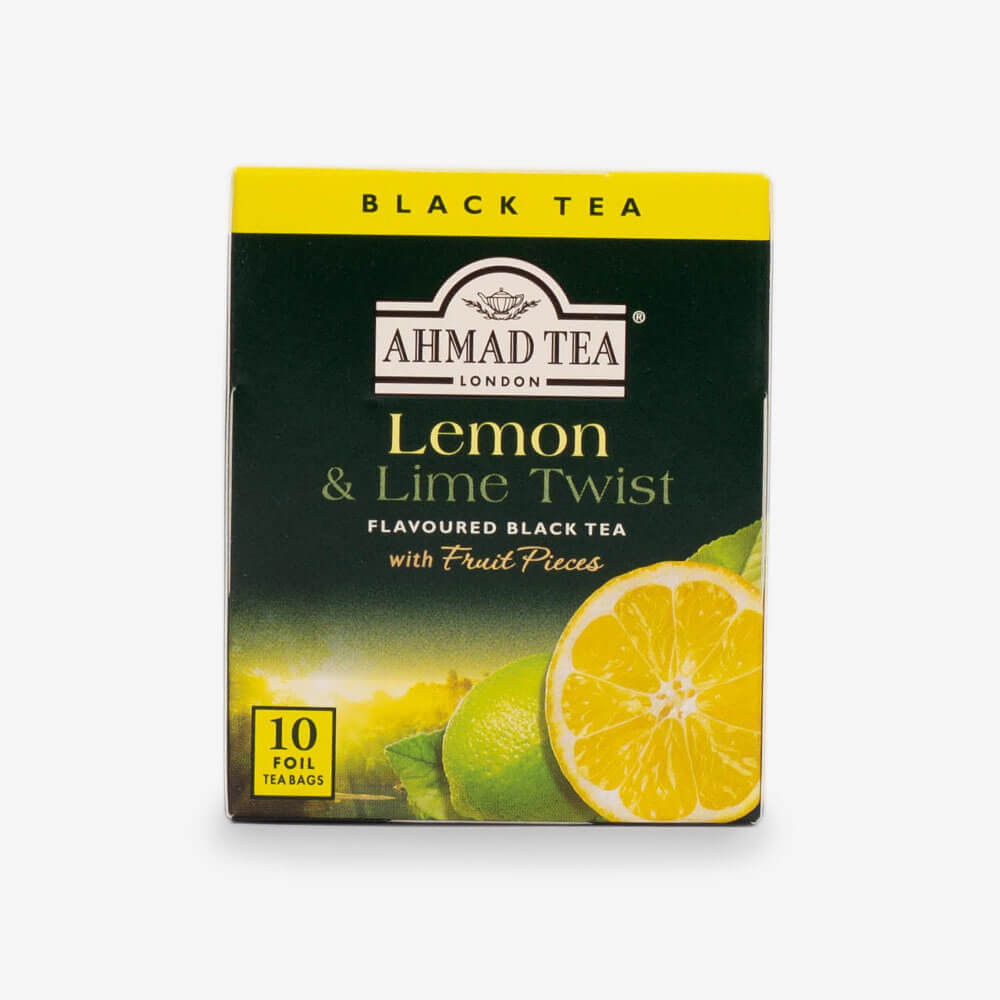 BLACK TEA
AHMAD TEA®
LONDON
Lemon
& Lime Twist
FLAVOURED BLACK TEA
with Fruit Pieces
10
FOIL
TEA BAGS